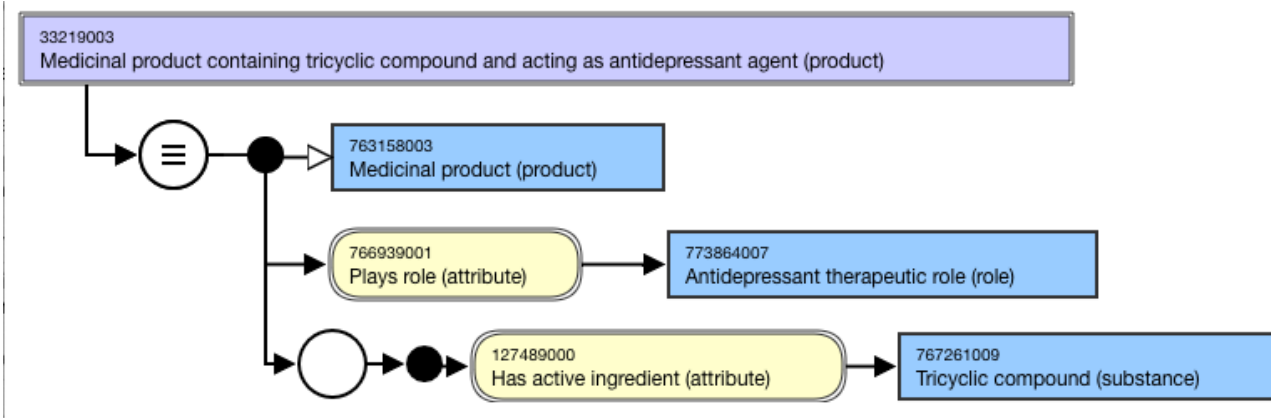 33219003
Medicinal product containing tricyclic compound and acting as antidepressant agent (product)
763158003
Medicinal product (product)
766939001
Plays role (attribute)
773864007
Antidepressant therapeutic role (role)
127489000
Has active ingredient (attribute)
767261009
Tricyclic compound (substance)